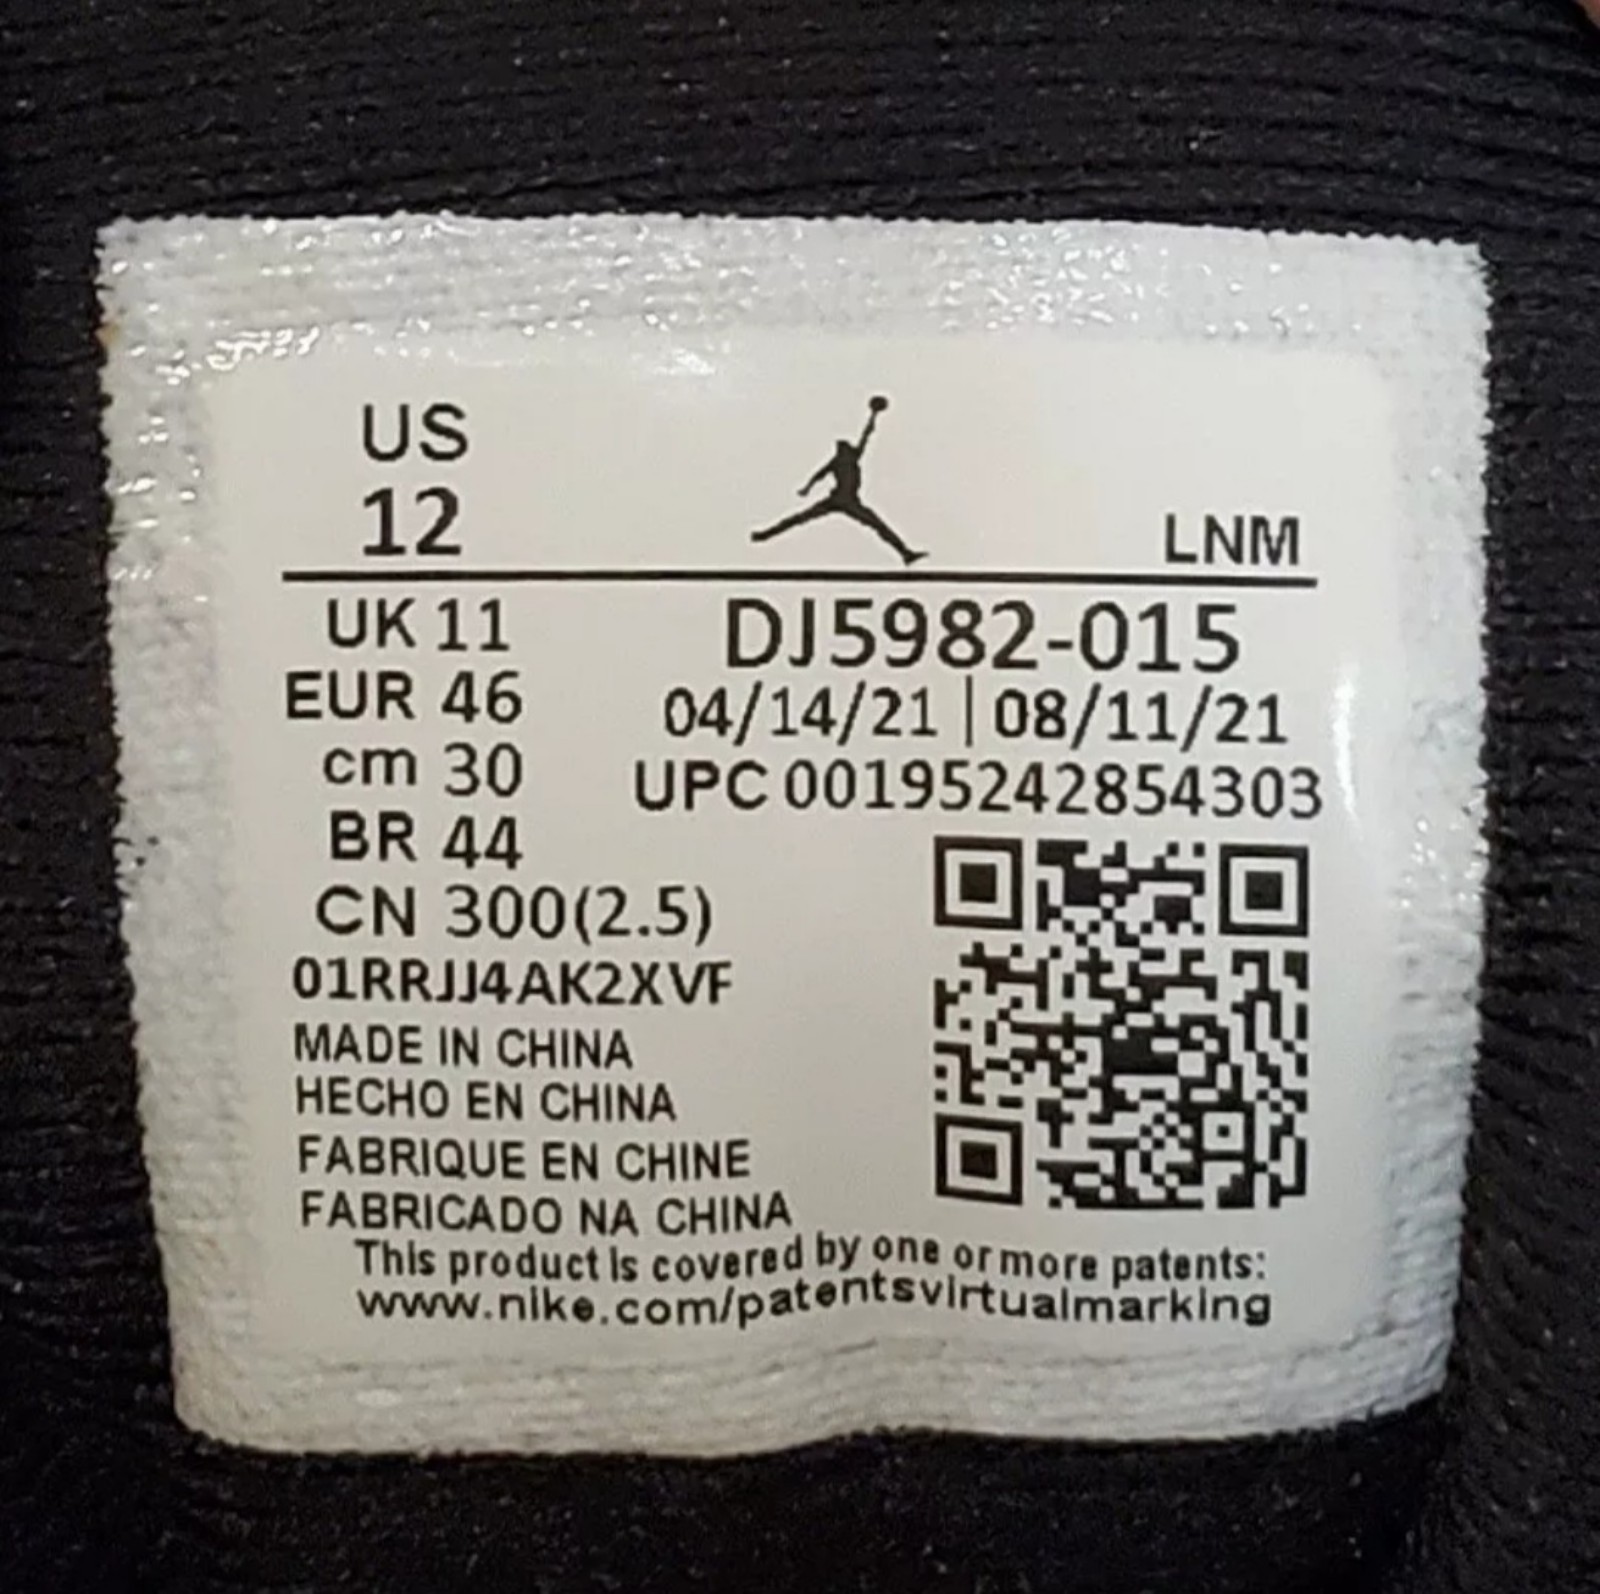 US
12
LNM
UK 11
EUR 46
cm 30
BR 44
CN 300(2.5)
DJ5982-015
04/14/21 | 08/11/21
UPC 00195242854303
01RRJJ4AK2XVF
MADE IN CHINA
HECHO EN CHINA
FABRIQUE EN CHINE
FABRICADO NA CHINA
This product is covered by one or more patents:
www.nike.com/patentsvirtualmarking